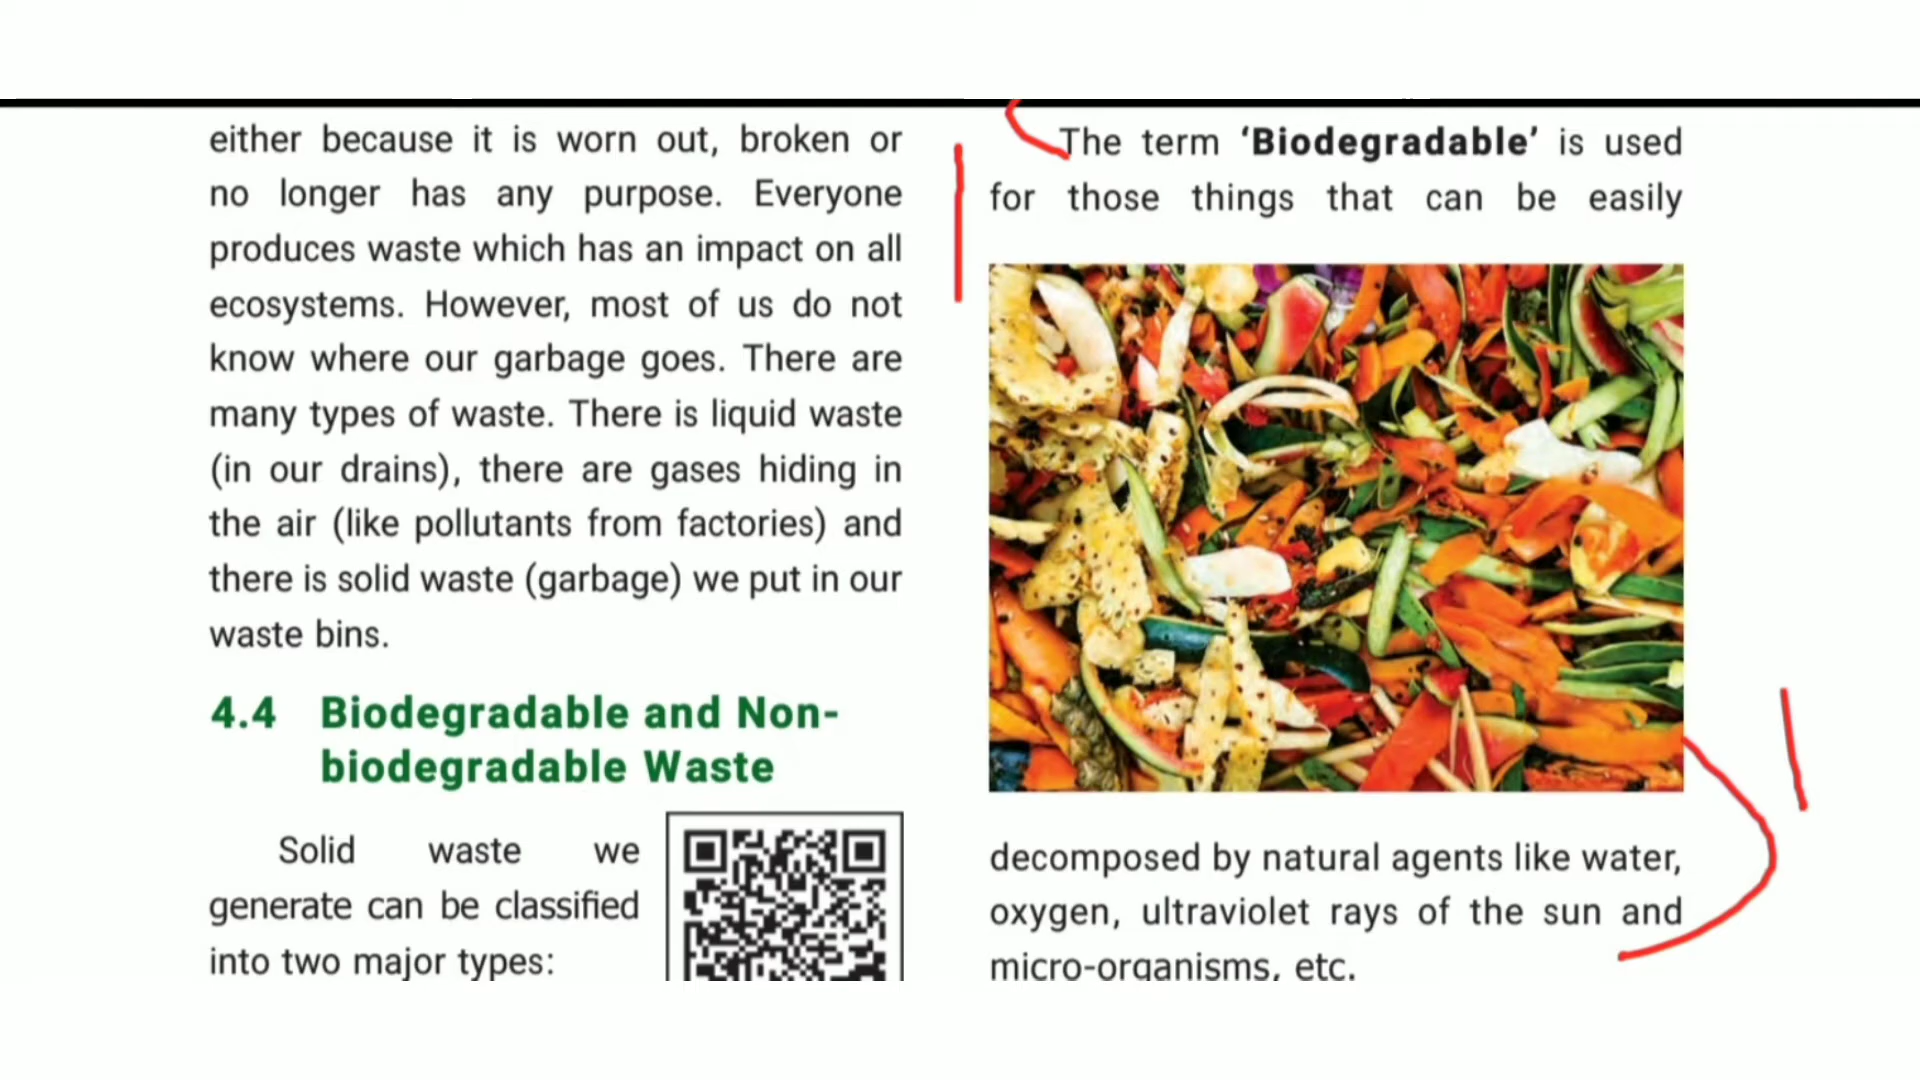 either because it is worn out, broken or
no longer has any purpose. Everyone
produces waste which has an impact on all
ecosystems. However, most of us do not
know where our garbage goes. There are
many types of waste. There is liquid waste
(in our drains), there are gases hiding in
the air (like pollutants from factories) and
there is solid waste (garbage) we put in our
waste bins.
4.4 Biodegradable and Non-
biodegradable Waste
Solid waste we
generate can be classified
into two major types:
The term ‘Biodegradable’ is used
for those things that can be easily
decomposed by natural agents like water,
oxygen, ultraviolet rays of the sun and
micro-organisms, etc.